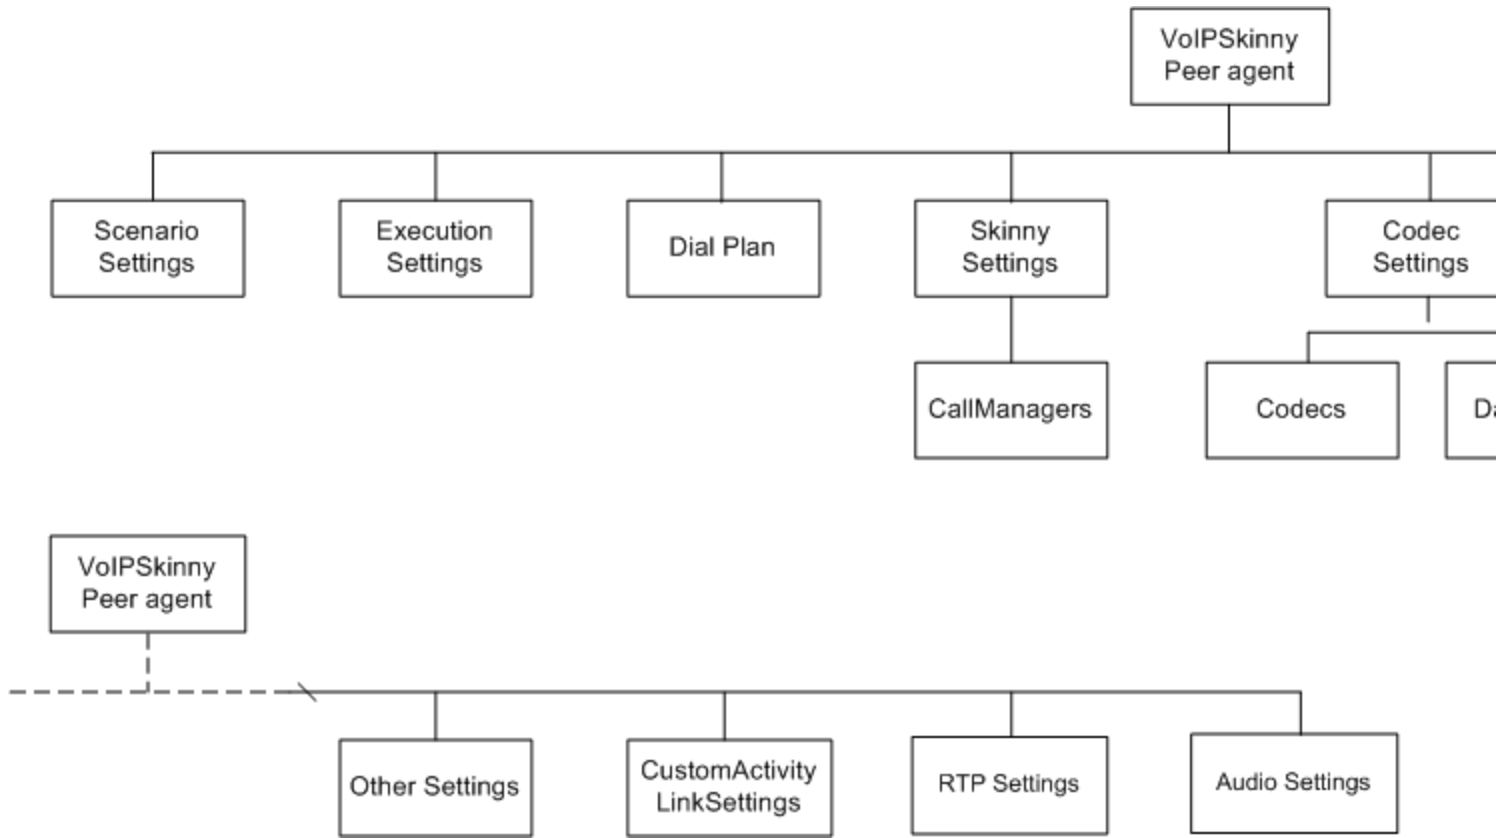 VoIPSkinny
Peer agent
Scenario
Settings
Execution
Settings
Dial Plan
Skinny
Settings
Codec
Settings
CallManagers
Codecs
VoIPSkinny
Peer agent
Other Settings
CustomActivity
LinkSettings
RTP Settings
Audio Settings